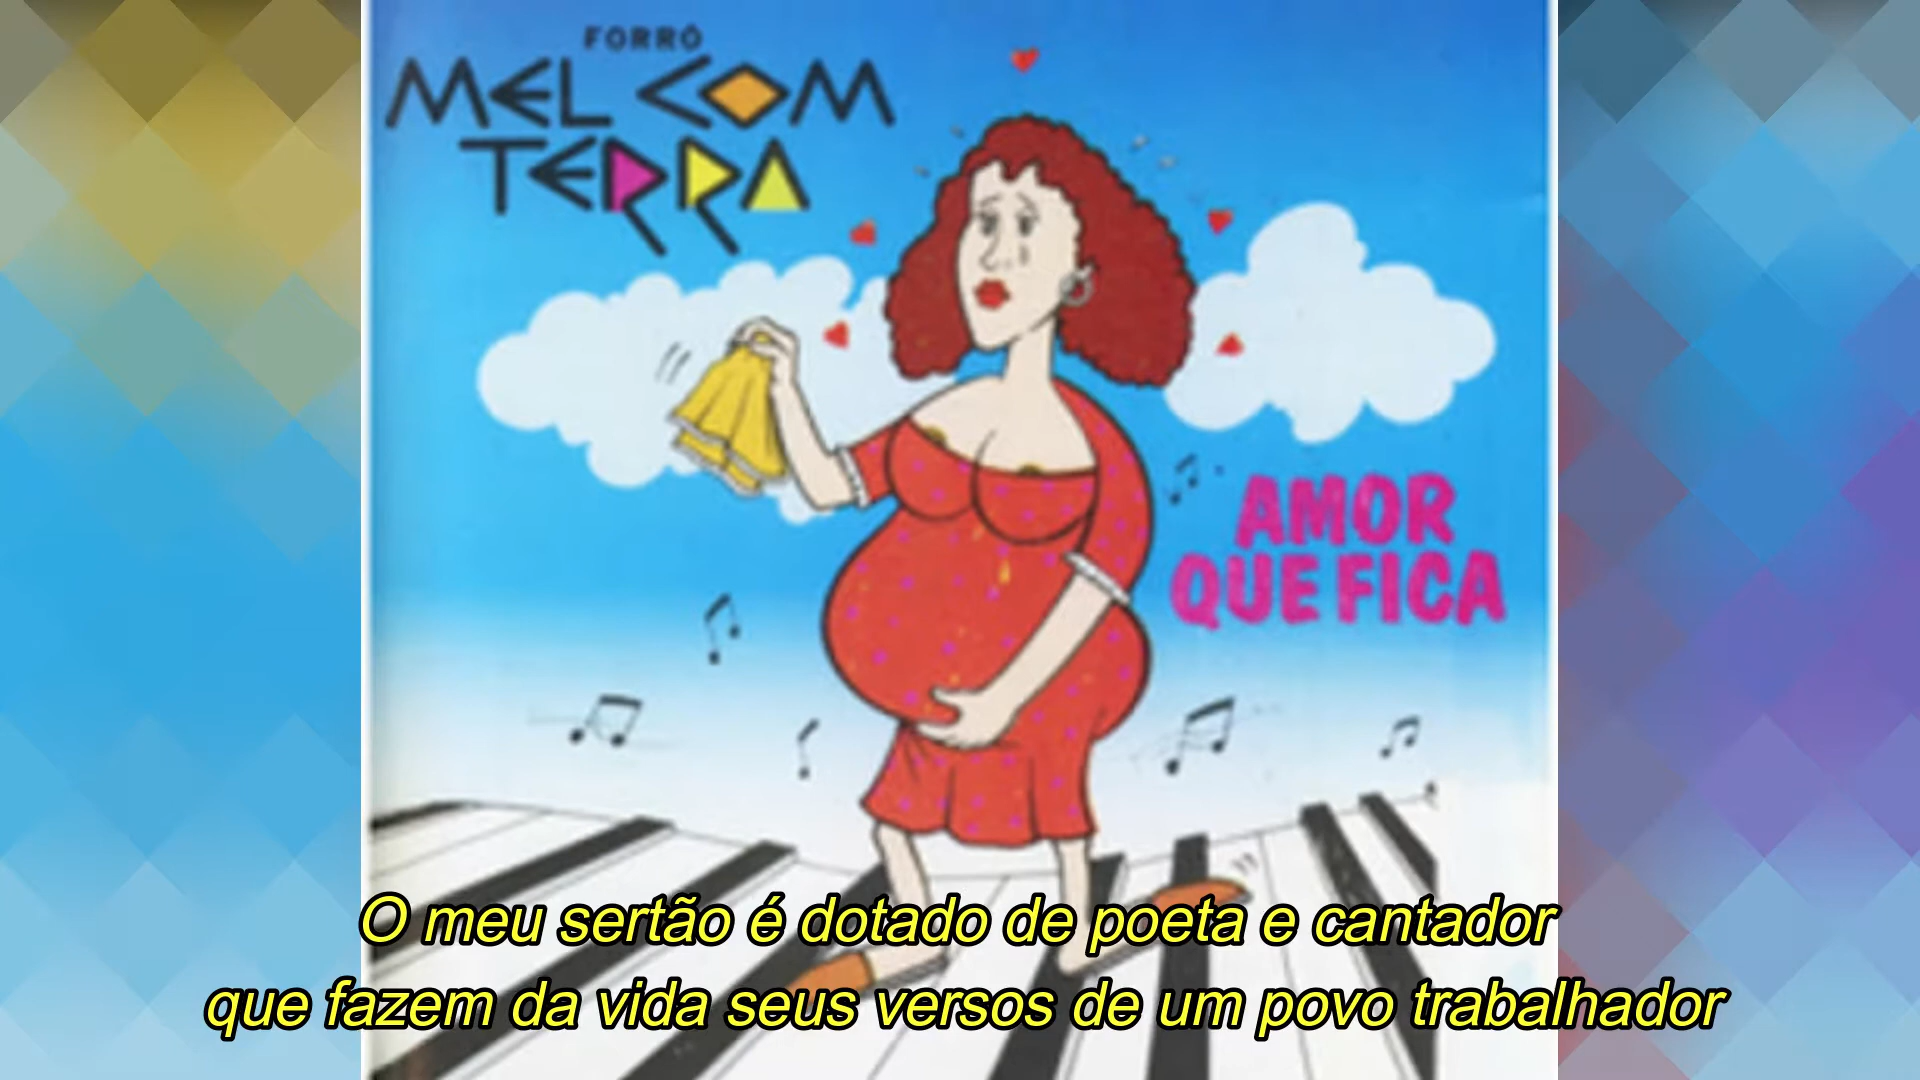 FORRÓ
MEL COM
TERRA
AMOR
QUE FICA
O meu sertão é dotado de poeta e cantador
que fazem da vida seus versos de um povo trabalhador